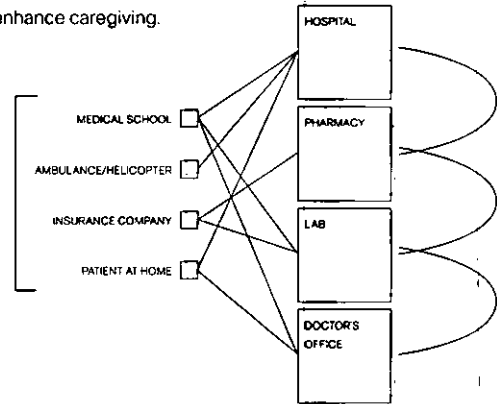 enhance caregiving.
HOSPITAL
MEDICAL SCHOOL
PHARMACY
AMBULANCE/HELICOPTER
INSURANCE COMPANY
LAB
PATIENT AT HOME
DOCTOR'S
OFFICE